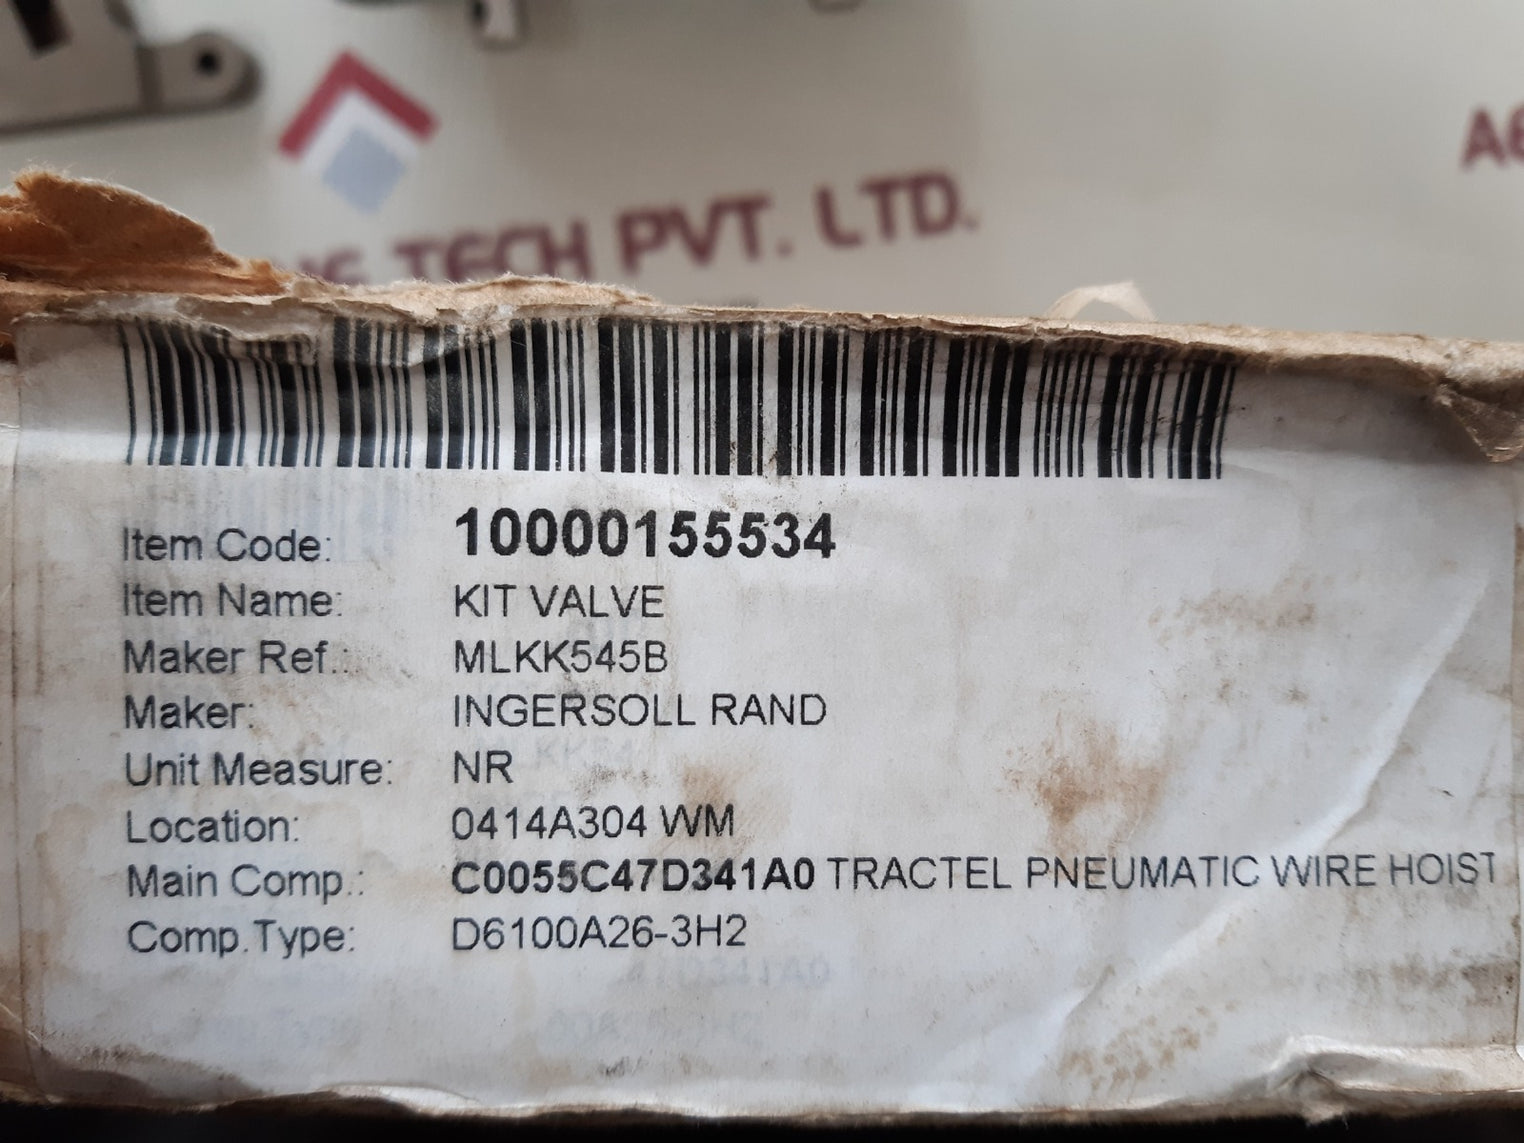 TECH PVT. LTD.
Item Code: 10000155534
Item Name: KIT VALVE
Maker Ref.: MLKK545B
Maker: INGERSOLL RAND
Unit Measure: NR
Location: 0414A304 WM
Main Comp.: C0055C47D341A0 TRACTEL PNEUMATIC WIRE HOIST
Comp.Type: D6100A26-3H2